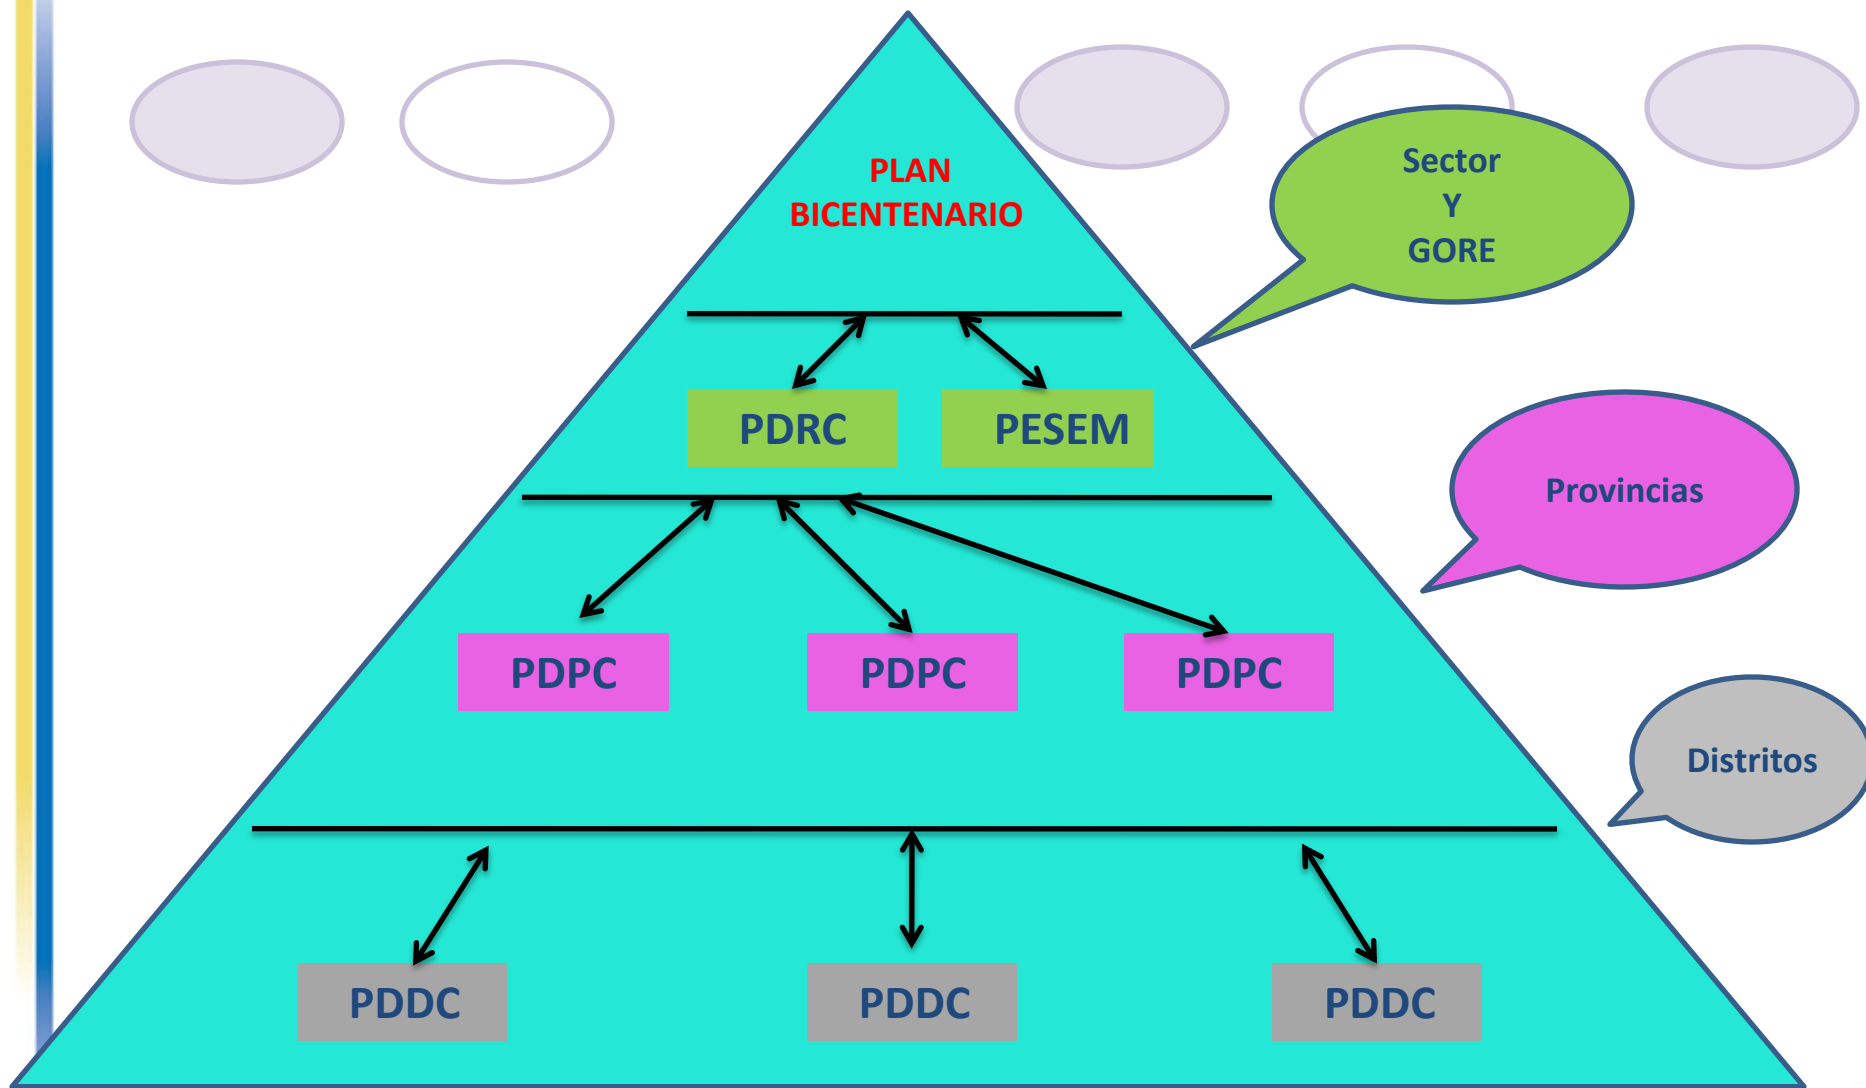 PLAN
BICENTENARIO
Sector
Y
GORE
PDRC
PESEM
Provincias
PDPC
PDPC
PDPC
Distritos
PDDC
PDDC
PDDC